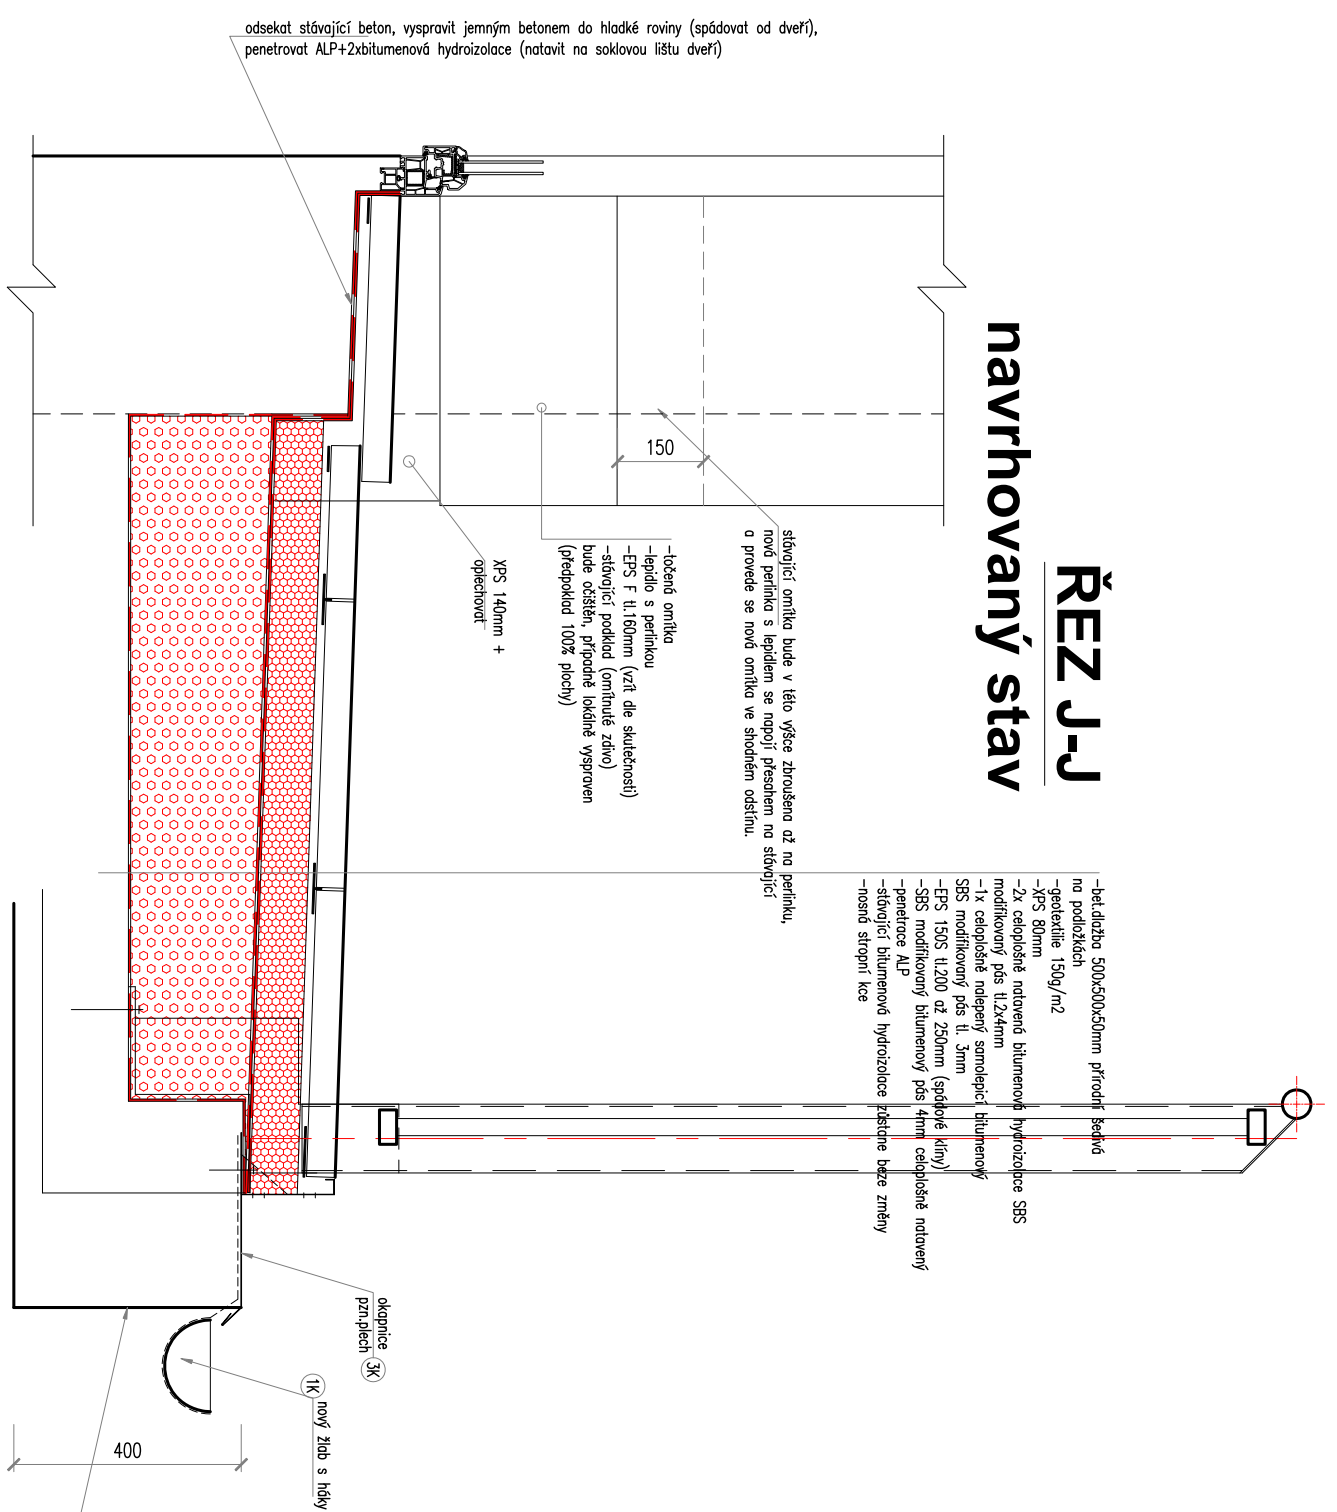 odsekat stávající beton, vyspravit jemným betonem do hladké roviny (spádovat od dveří),
penetrovat ALP+2xbitumenová hydroizolace (natavit na soklovou lištu dveří)
ŘEZ J-J
navrhovaný stav
150
stávající omítka bude v této výšce zbroušena až na perlinku,
nová perlinka s lepidlem se napojí přesahem na stávající
a provede se nová omítka ve shodném odstínu.
-točená omítka
-lepidlo s perlinkou
-EPS F tl.160mm (vzít dle skutečnosti)
-stávající podklad (omítnuté zdivo)
bude očištěn, případně lokálně vyspraven
(předpoklad 100% plochy)
XPS 140mm +
oplechovat
-bet.dlažba 500x500x50mm přírodní šedivá
na podložkách
-geotextilie 150g/m2
-XPS 80mm
-2x celoplošně natavená bitumenová hydroizolace SBS
modifikovaný pás tl.2x4mm
-1x celoplošně nalepený samolepicí bitumenový
SBS modifikovaný pás tl. 3mm
-EPS 150S tl.200 až 250mm (spádové klíny)
-SBS modifikovaný bitumenový pás 4mm celoplošně natavený
-penetrace ALP
-stávající bitumenová hydroizolace zůstane beze změny
-nosná stropní kce
okapnice
pzn.plech
3K
1K
nový žlab s háky
400